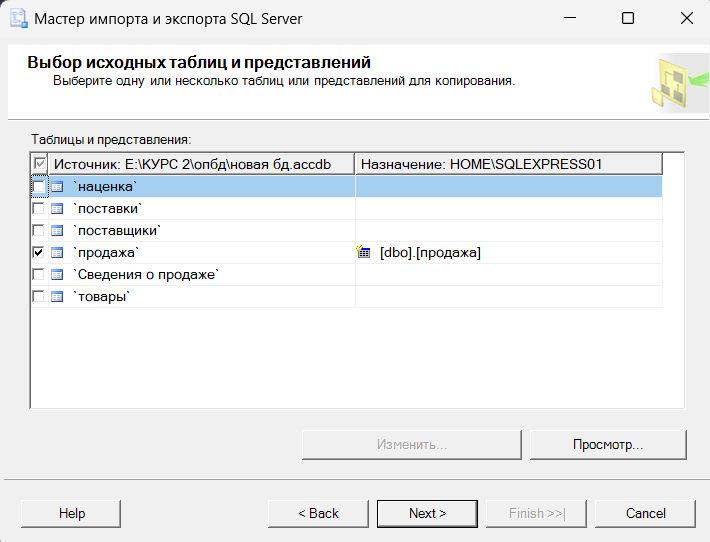 Мастер импорта и экспорта SQL Server
Выбор исходных таблиц и представлений
Выберите одну или несколько таблиц или представлений для копирования.
Таблицы и представления:
Источник: E:\КУРС 2\опбд\новая бд.accdb Назначение: HOME\SQLEXPRESS01
`наценка`
`поставки`
`поставщики`
`продажа` [dbo].[продажа]
`Сведения о продаже`
`товары`
Изменить... Просмотр...
Help < Back Next > Finish >>| Cancel